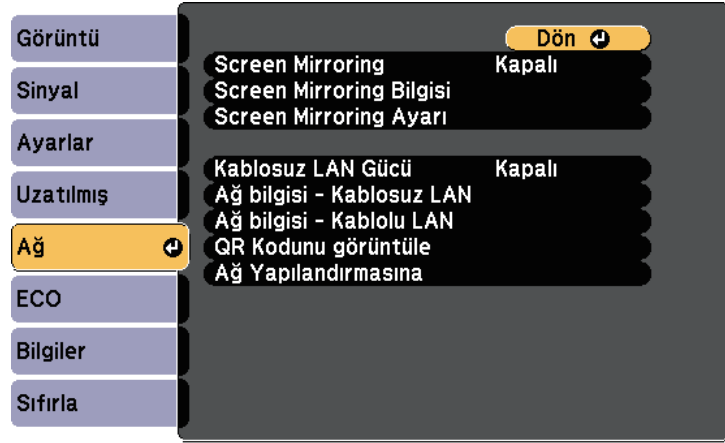 Görüntü
Sinyal
Ayarlar
Uzatılmış
Ağ
ECO
Bilgiler
Sıfırla
Dön
Screen Mirroring Kapalı
Screen Mirroring Bilgisi
Screen Mirroring Ayarı
Kablosuz LAN Gücü Kapalı
Ağ bilgisi - Kablosuz LAN
Ağ bilgisi - Kablolu LAN
QR Kodunu görüntüle
Ağ Yapılandırmasına